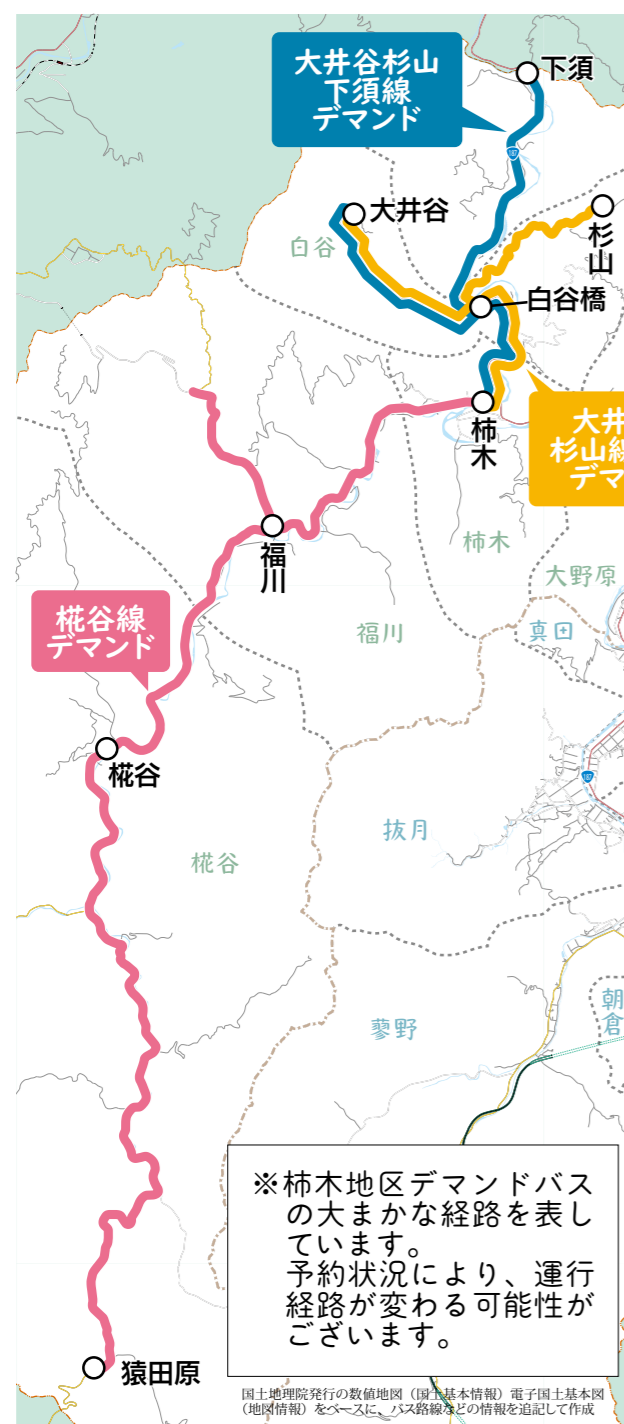 大井谷杉山
下須線
デマンド
下須
187
大井谷
杉山
白谷
白谷橋
柿木
大井
杉山線
デマ
福川
柿木
大野原
真田
福川
椛谷線
デマンド
椛谷
187
抜月
椛谷
朝倉
蓼野
※柿木地区デマンドバス
の大まかな経路を表し
ています。
予約状況により、運行
経路が変わる可能性が
ございます。
猿田原
国土地理院発行の数値地図（国土基本情報）電子国土基本図
（地図情報）をベースに、バス路線などの情報を追記して作成